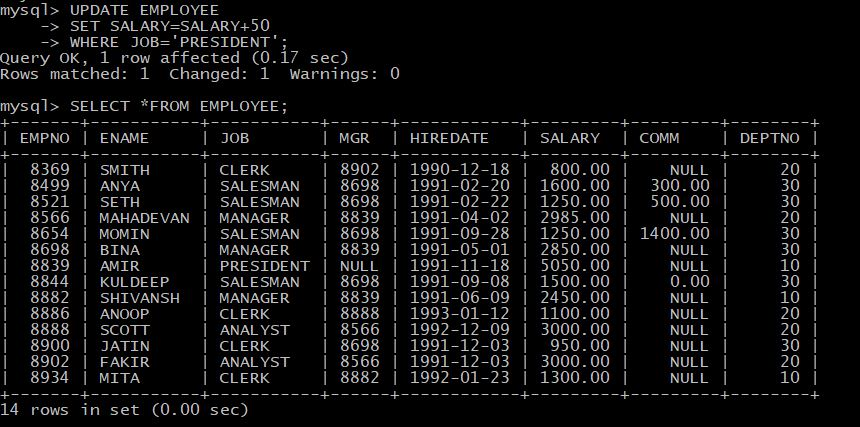 mysql> UPDATE EMPLOYEE
    -> SET SALARY=SALARY+50
    -> WHERE JOB='PRESIDENT';
Query OK, 1 row affected (0.17 sec)
Rows matched: 1  Changed: 1  Warnings: 0

mysql> SELECT *FROM EMPLOYEE;
+-------+-----------+-----------+------+------------+---------+---------+--------+
| EMPNO | ENAME     | JOB       | MGR  | HIREDATE   | SALARY  | COMM    | DEPTNO |
+-------+-----------+-----------+------+------------+---------+---------+--------+
|  8369 | SMITH     | CLERK     | 8902 | 1990-12-18 |  800.00 |    NULL |     20 |
|  8499 | ANYA      | SALESMAN  | 8698 | 1991-02-20 | 1600.00 |  300.00 |     30 |
|  8521 | SETH      | SALESMAN  | 8698 | 1991-02-22 | 1250.00 |  500.00 |     30 |
|  8566 | MAHADEVAN | MANAGER   | 8839 | 1991-04-02 | 2985.00 |    NULL |     20 |
|  8654 | MOMIN     | SALESMAN  | 8698 | 1991-09-28 | 1250.00 | 1400.00 |     30 |
|  8698 | BINA      | MANAGER   | 8839 | 1991-05-01 | 2850.00 |    NULL |     30 |
|  8839 | AMIR      | PRESIDENT | NULL | 1991-11-18 | 5050.00 |    NULL |     10 |
|  8844 | KULDEEP   | SALESMAN  | 8698 | 1991-09-08 | 1500.00 |    0.00 |     30 |
|  8882 | SHIVANSH  | MANAGER   | 8839 | 1991-06-09 | 2450.00 |    NULL |     10 |
|  8886 | ANOOP     | CLERK     | 8888 | 1993-01-12 | 1100.00 |    NULL |     20 |
|  8888 | SCOTT     | ANALYST   | 8566 | 1992-12-09 | 3000.00 |    NULL |     20 |
|  8900 | JATIN     | CLERK     | 8698 | 1991-12-03 |  950.00 |    NULL |     30 |
|  8902 | FAKIR     | ANALYST   | 8566 | 1991-12-03 | 3000.00 |    NULL |     20 |
|  8934 | MITA      | CLERK     | 8882 | 1992-01-23 | 1300.00 |    NULL |     10 |
+-------+-----------+-----------+------+------------+---------+---------+--------+
14 rows in set (0.00 sec)